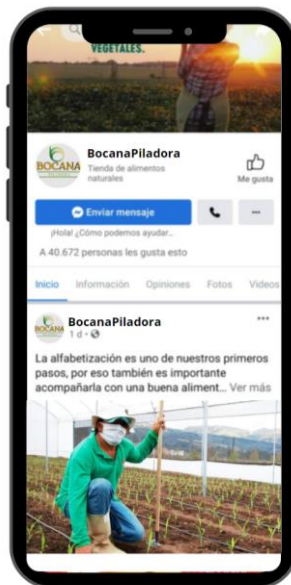 VEGETALES.
BOCANA
BocanaPiladora
Tienda de alimentos
naturales
Me gusta
Enviar mensaje
¡Hola! ¿Cómo podemos ayudar...
A 40.672 personas les gusta esto
Inicio Información Opiniones Fotos Videos
BOCANA
BocanaPiladora
1 d
La alfabetización es uno de nuestros primeros
pasos, por eso también es importante
acompañarla con una buena aliment... Ver más